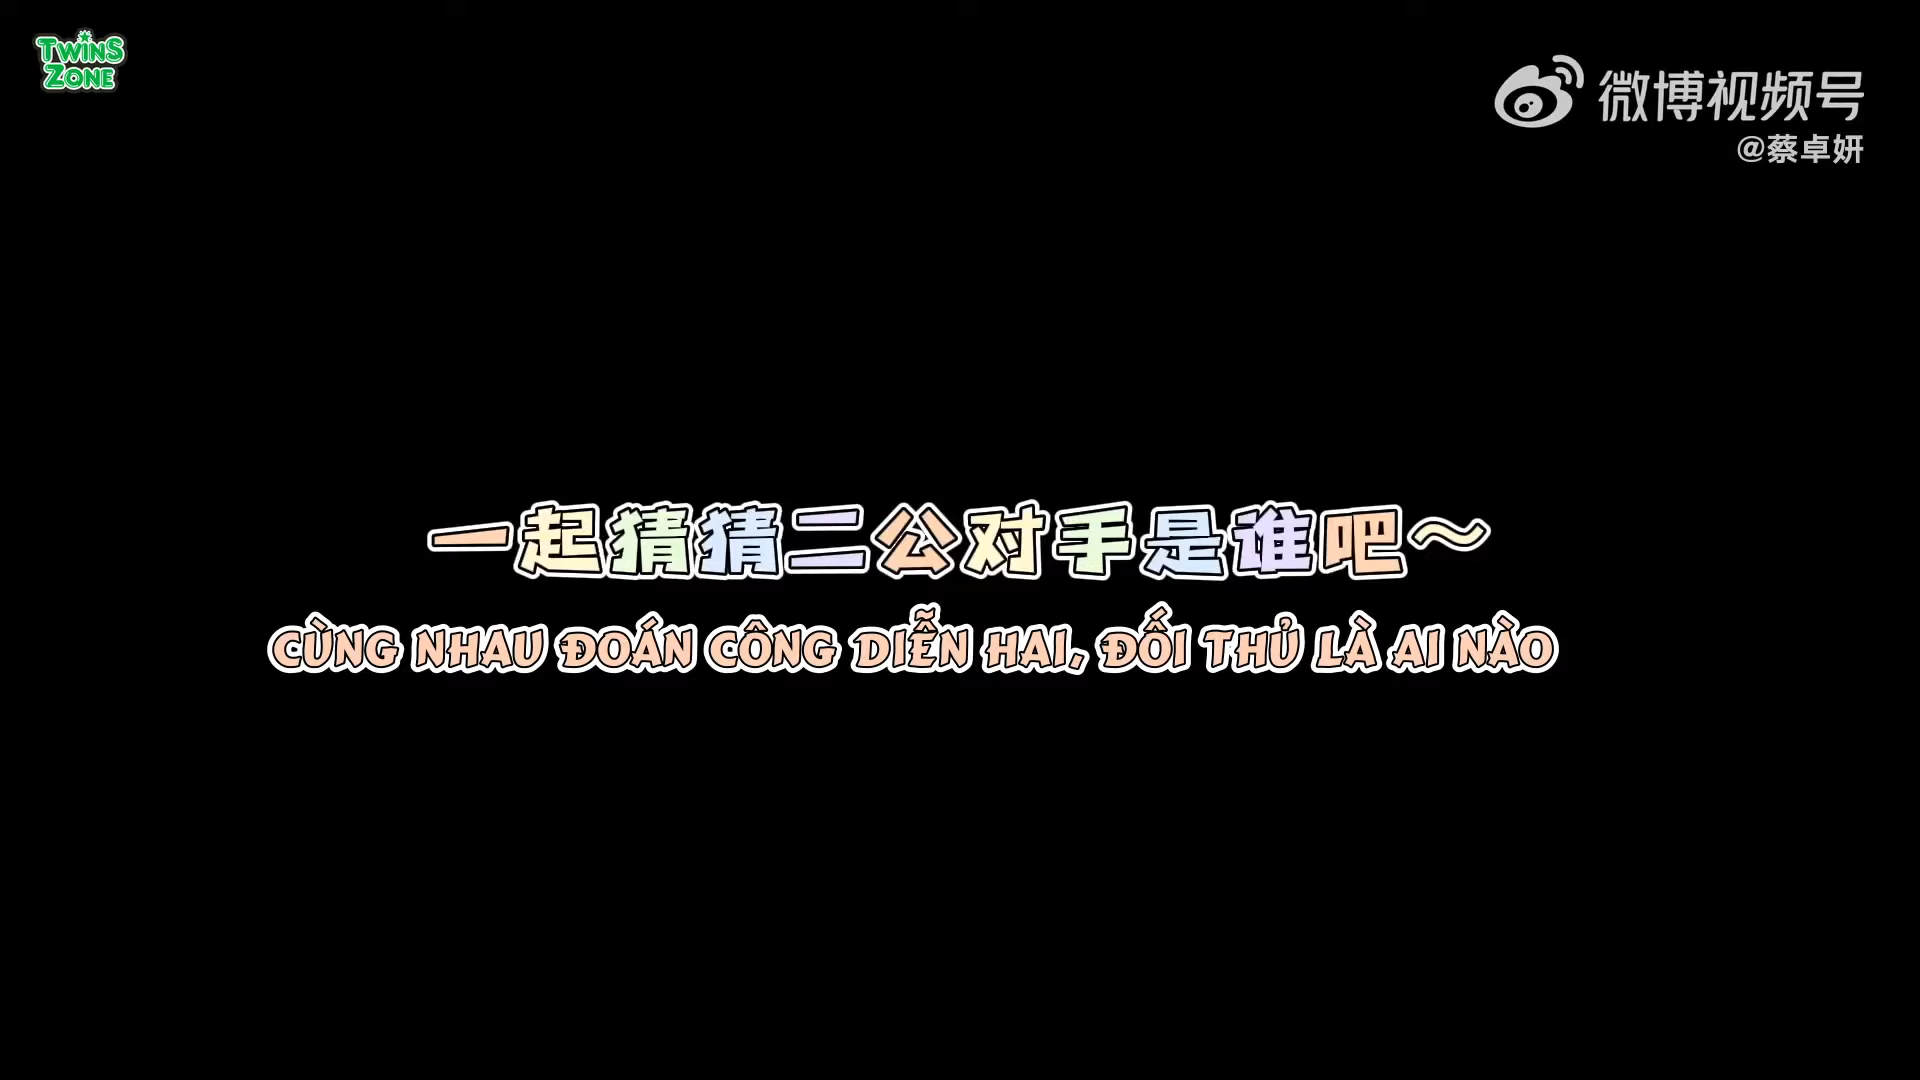 TWINS
ZONE
微博视频号
@蔡卓妍
一起猜猜二公对手是谁吧～
CÙNG NHAU ĐOÁN CÔNG DIỄN HAI, ĐỐI THỦ LÀ AI NÀO